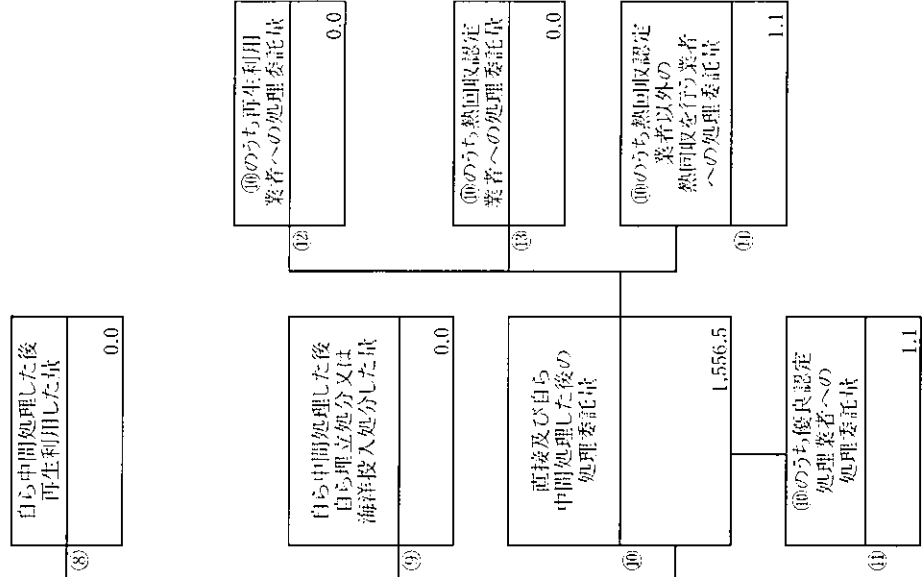 ⑧
自ら中間処理した後
再生利用した量
0.0
⑨
自ら中間処理した後
自ら埋立処分又は
海洋投入処分した量
0.0
⑩
直接及び自ら
中間処理した後の
処理委託量
1,556.5
⑪
⑩のうち優良認定
処理業者への
処理委託量
1.1
⑫
⑩のうち再生利用
業者への処理委託量
0.0
⑬
⑩のうち熱回収認定
業者への処理委託量
0.0
⑭
⑩のうち熱回収認定
業者以外の
熱回収を行う業者
への処理委託量
1.1